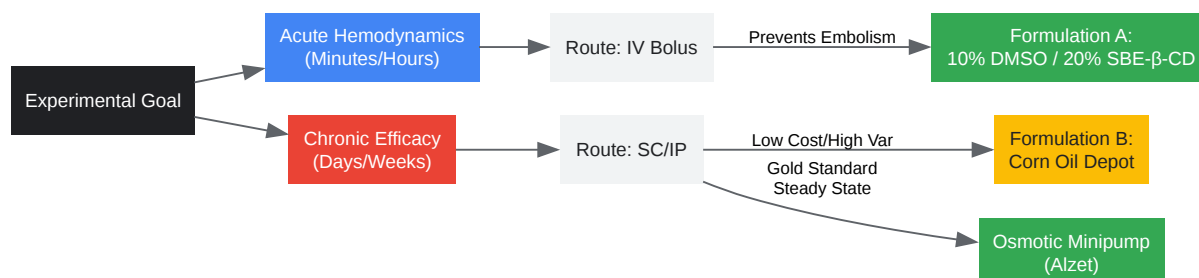 Experimental Goal
Acute Hemodynamics
(Minutes/Hours)
Route: IV Bolus
Prevents Embolism
Formulation A:
10% DMSO / 20% SBE-β-CD
Chronic Efficacy
(Days/Weeks)
Route: SC/IP
Low Cost/High Var
Formulation B:
Corn Oil Depot
Gold Standard
Steady State
Osmotic Minipump
(Alzet)